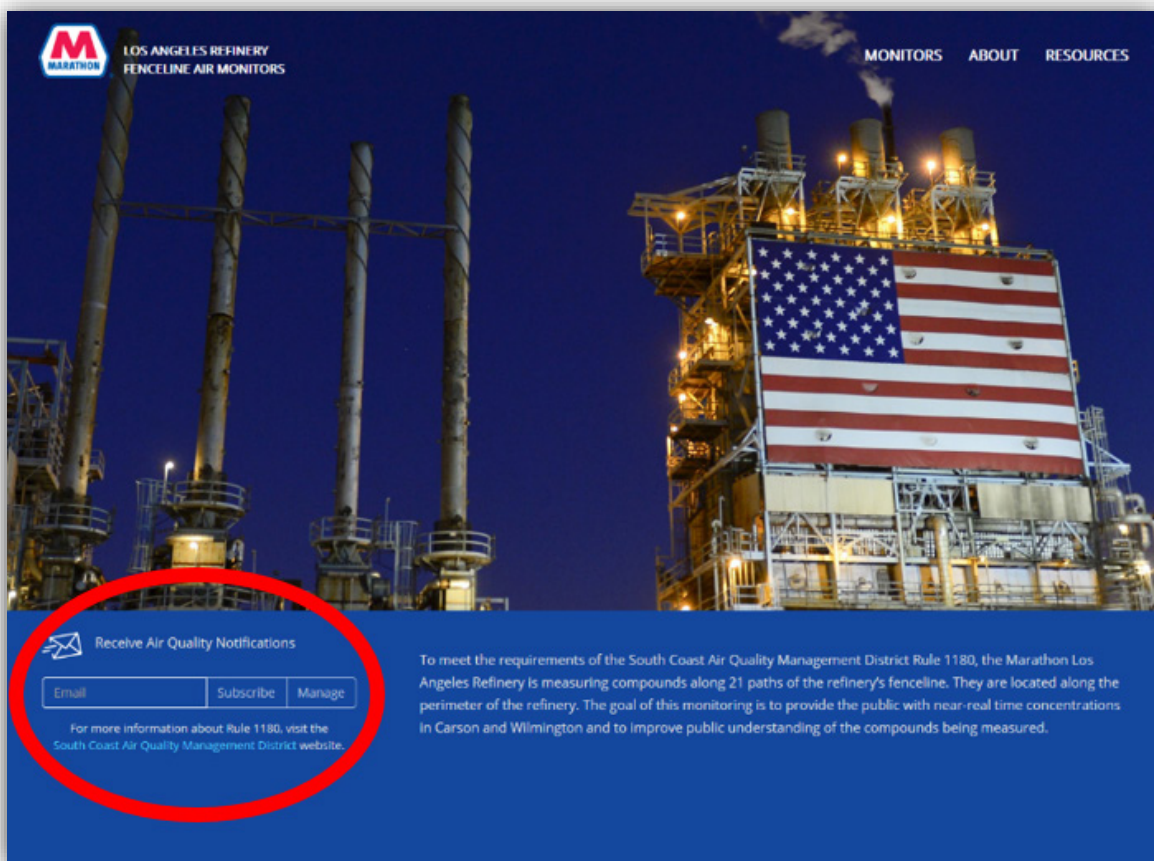 MARATHON
LOS ANGELES REFINERY
FENCELINE AIR MONITORS
MONITORS ABOUT RESOURCES
Receive Air Quality Notifications
Email Subscribe Manage
For more information about Rule 1180, visit the
South Coast Air Quality Management District website.
To meet the requirements of the South Coast Air Quality Management District Rule 1180, the Marathon Los
Angeles Refinery is measuring compounds along 21 paths of the refinery's fenceline. They are located along the
perimeter of the refinery. The goal of this monitoring is to provide the public with near-real time concentrations
in Carson and Wilmington and to improve public understanding of the compounds being measured.